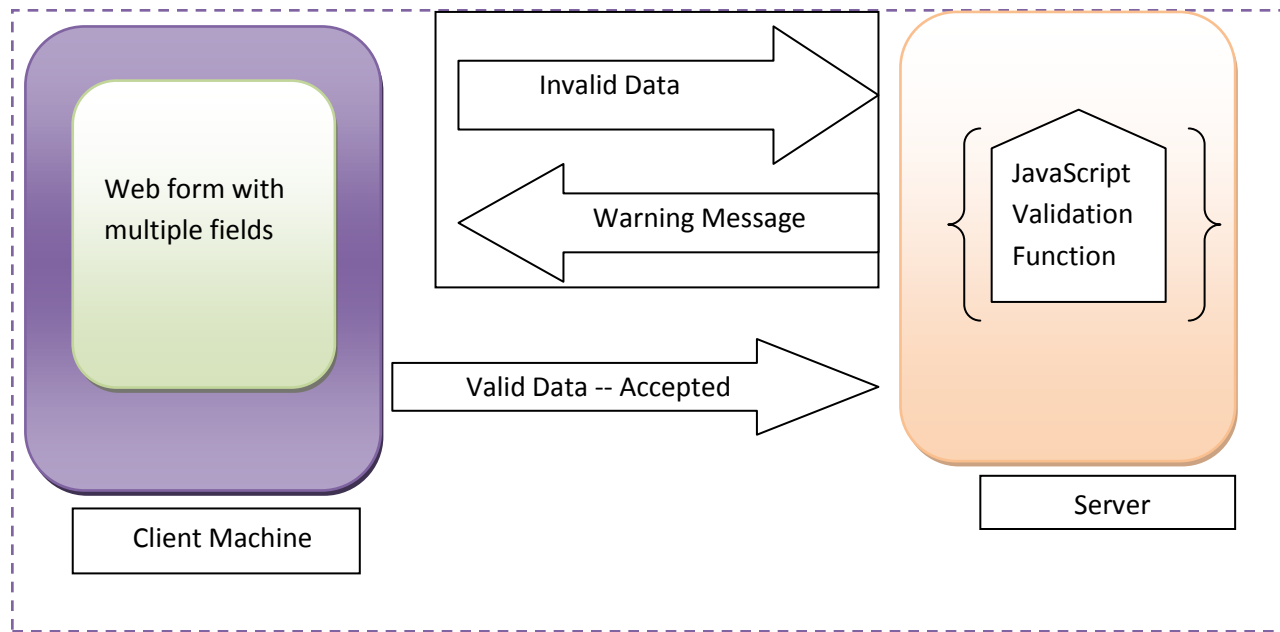 Web form with
multiple fields
Client Machine
Invalid Data
Warning Message
Valid Data -- Accepted
JavaScript
Validation
Function
Server